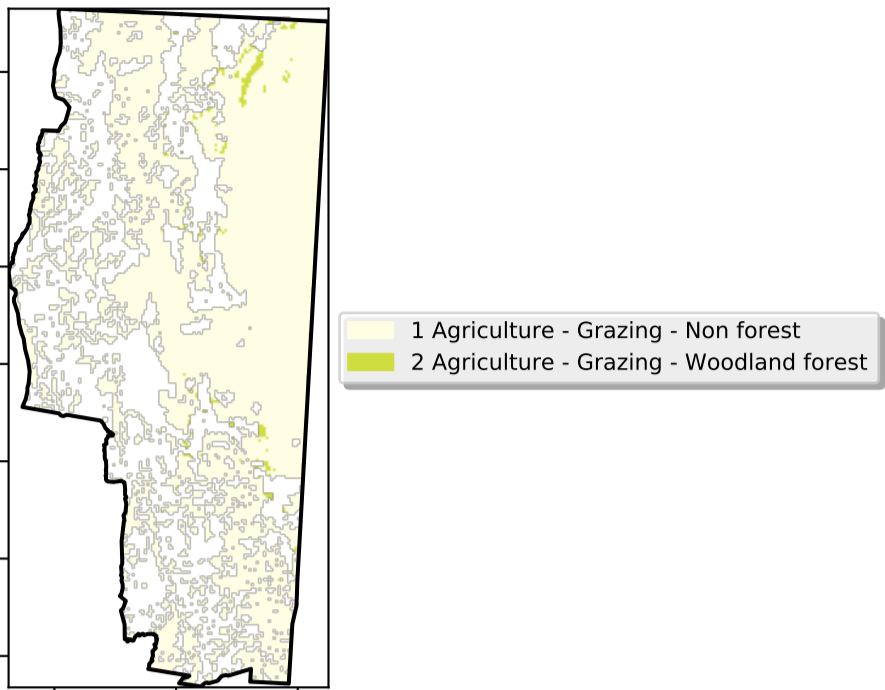 1 Agriculture - Grazing - Non forest
2 Agriculture - Grazing - Woodland forest